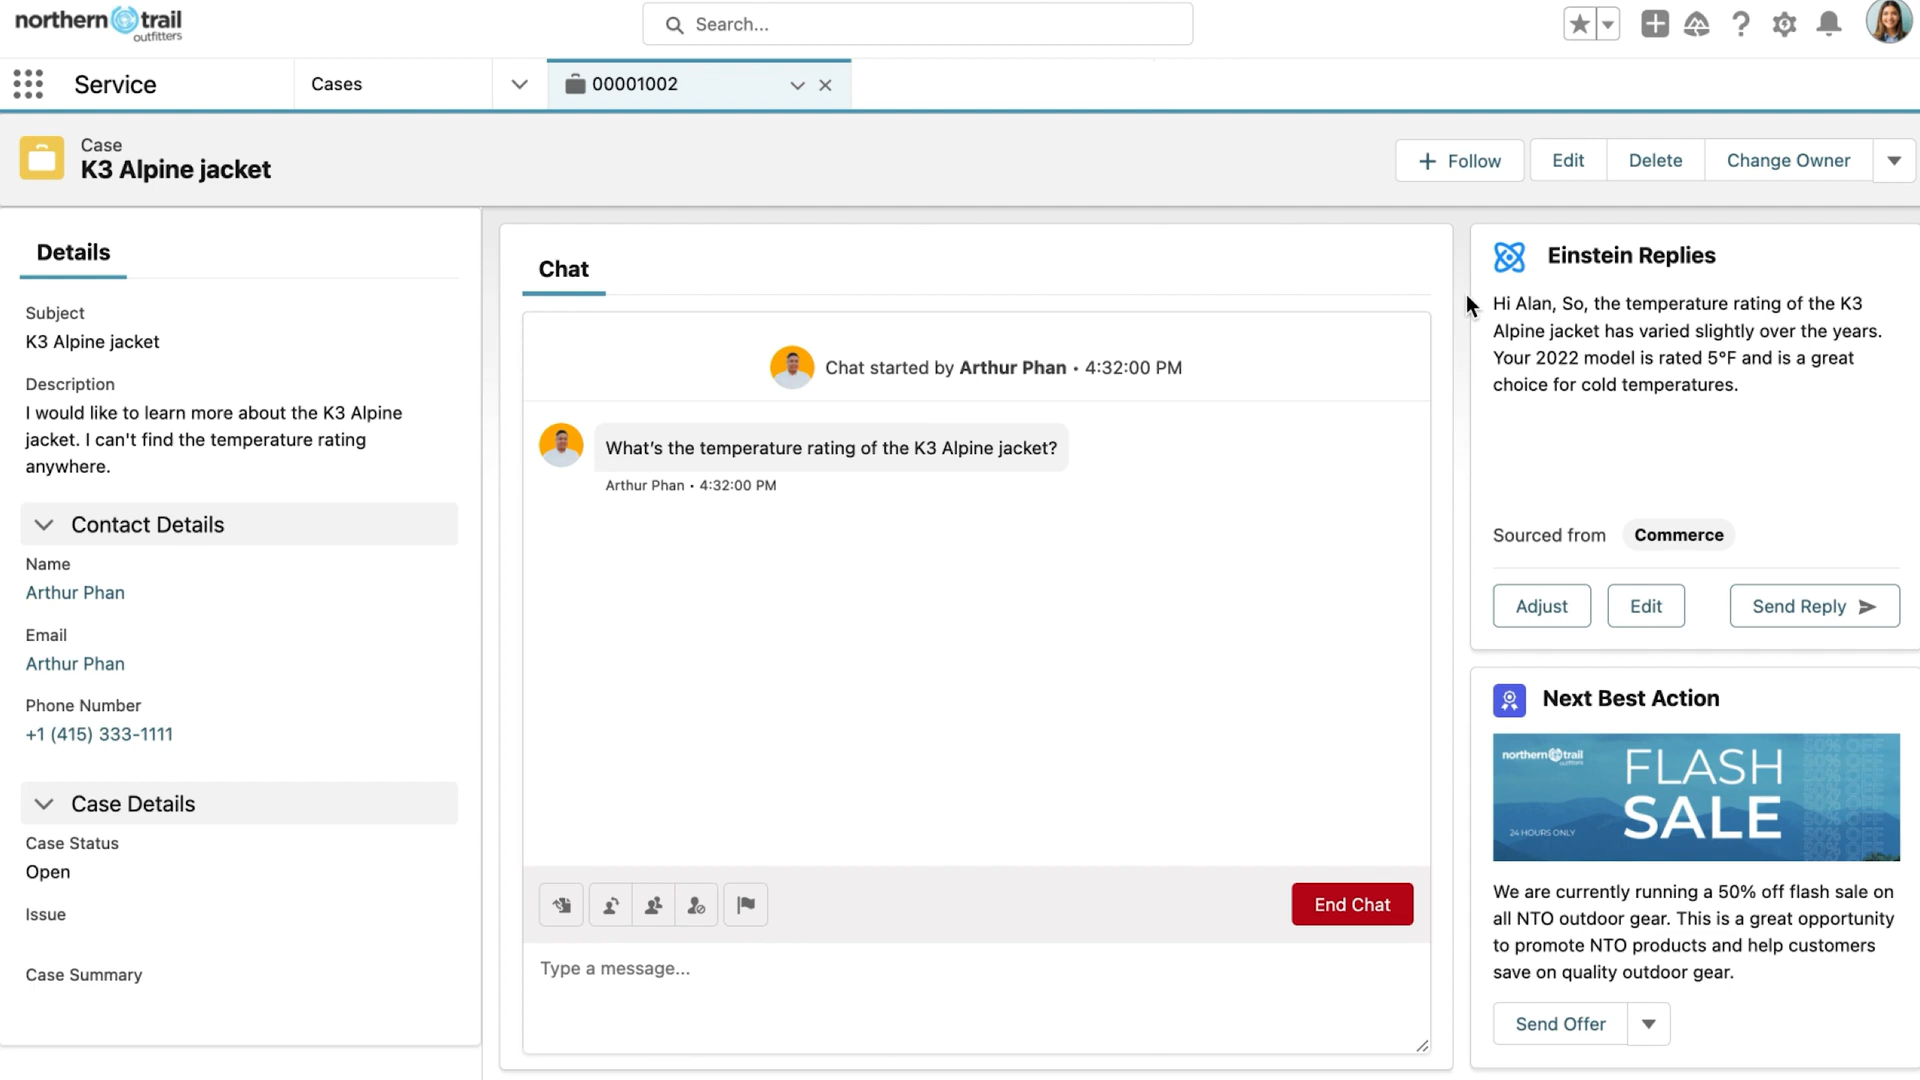 northern trail
outfitters
Search...
Service
Cases
00001002
Case
K3 Alpine jacket
Follow
Edit
Delete
Change Owner
Details
Subject
K3 Alpine jacket
Description
I would like to learn more about the K3 Alpine
jacket. I can't find the temperature rating
anywhere.
Contact Details
Name
Arthur Phan
Email
Arthur Phan
Phone Number
+1 (415) 333-1111
Case Details
Case Status
Open
Issue
Case Summary
Chat
Chat started by Arthur Phan • 4:32:00 PM
What's the temperature rating of the K3 Alpine jacket?
Arthur Phan • 4:32:00 PM
End Chat
Type a message...
Einstein Replies
Hi Alan, So, the temperature rating of the K3
Alpine jacket has varied slightly over the years.
Your 2022 model is rated 5°F and is a great
choice for cold temperatures.
Sourced from Commerce
Adjust
Edit
Send Reply
Next Best Action
northern trail
outfitters
FLASH
SALE
24 HOURS ONLY
50% OFF
We are currently running a 50% off flash sale on
all NTO outdoor gear. This is a great opportunity
to promote NTO products and help customers
save on quality outdoor gear.
Send Offer